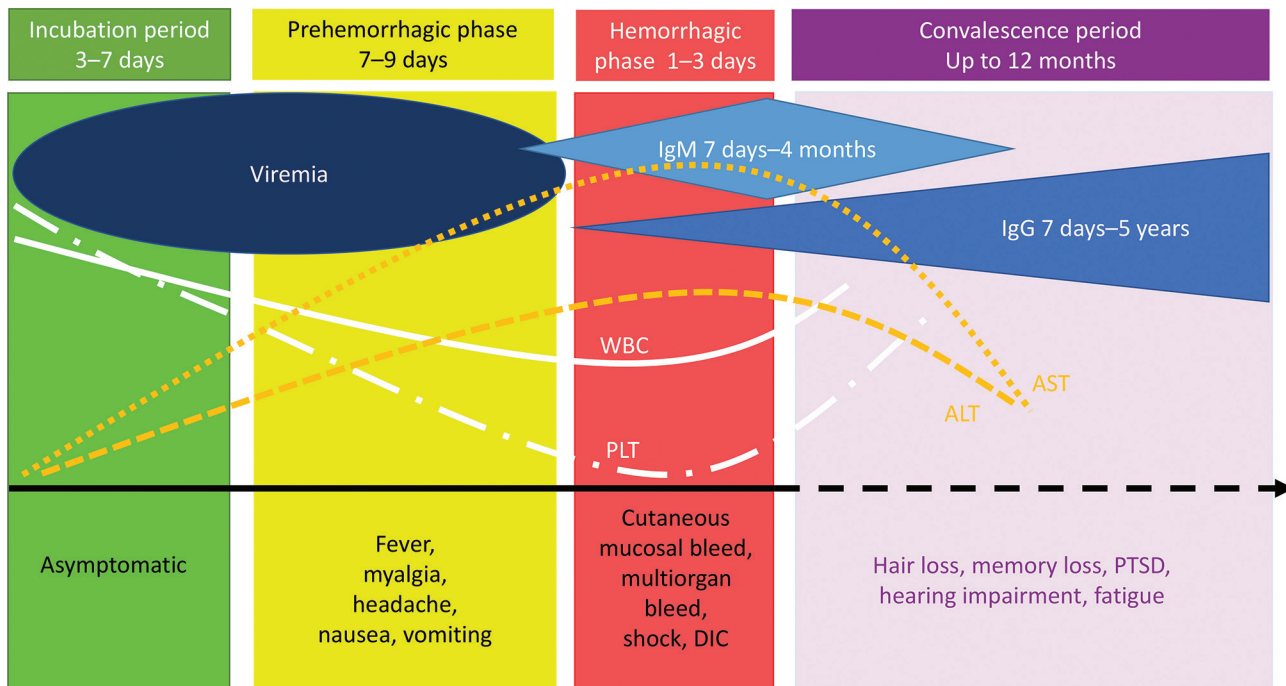 Incubation period
3–7 days
Prehemorrhagic phase
7–9 days
Hemorrhagic
phase 1–3 days
Convalescence period
Up to 12 months
Viremia
IgM 7 days–4 months
IgG 7 days–5 years
WBC
PLT
AST
ALT
Asymptomatic
Fever,
myalgia,
headache,
nausea, vomiting
Cutaneous
mucosal bleed,
multiorgan
bleed,
shock, DIC
Hair loss, memory loss, PTSD,
hearing impairment, fatigue